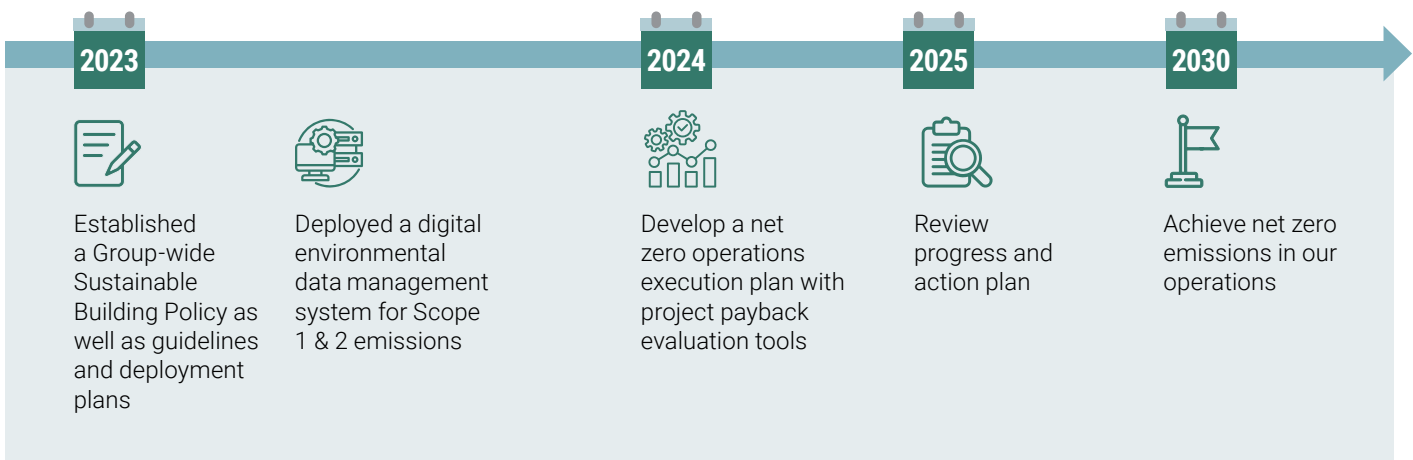 2023
Established
a Group-wide
Sustainable
Building Policy as
well as guidelines
and deployment
plans
Deployed a digital
environmental
data management
system for Scope
1 & 2 emissions
2024
Develop a net
zero operations
execution plan with
project payback
evaluation tools
2025
Review
progress and
action plan
2030
Achieve net zero
emissions in our
operations